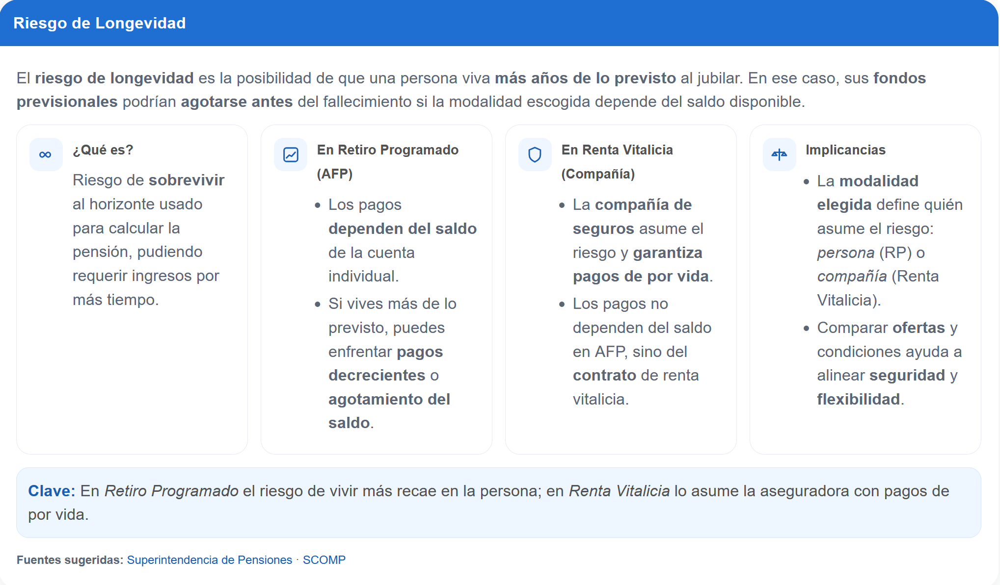 Riesgo de Longevidad
El riesgo de longevidad es la posibilidad de que una persona viva más años de lo previsto al jubilar. En ese caso, sus fondos
previsionales podrían agotarse antes del fallecimiento si la modalidad escogida depende del saldo disponible.
¿Qué es?
Riesgo de sobrevivir
al horizonte usado
para calcular la
pensión, pudiendo
requerir ingresos por
más tiempo.
En Retiro Programado
(AFP)
• Los pagos
dependen del saldo
de la cuenta
individual.
• Si vives más de lo
previsto, puedes
enfrentar pagos
decrecientes o
agotamiento del
saldo.
En Renta Vitalicia
(Compañía)
• La compañía de
seguros asume el
riesgo y garantiza
pagos de por vida.
• Los pagos no
dependen del saldo
en AFP, sino del
contrato de renta
vitalicia.
Implicancias
• La modalidad
elegida define quién
asume el riesgo:
persona (RP) o
compañía (Renta
Vitalicia).
• Comparar ofertas y
condiciones ayuda a
alinear seguridad y
flexibilidad.
Clave: En Retiro Programado el riesgo de vivir más recae en la persona; en Renta Vitalicia lo asume la aseguradora con pagos de
por vida.
Fuentes sugeridas: Superintendencia de Pensiones · SCOMP